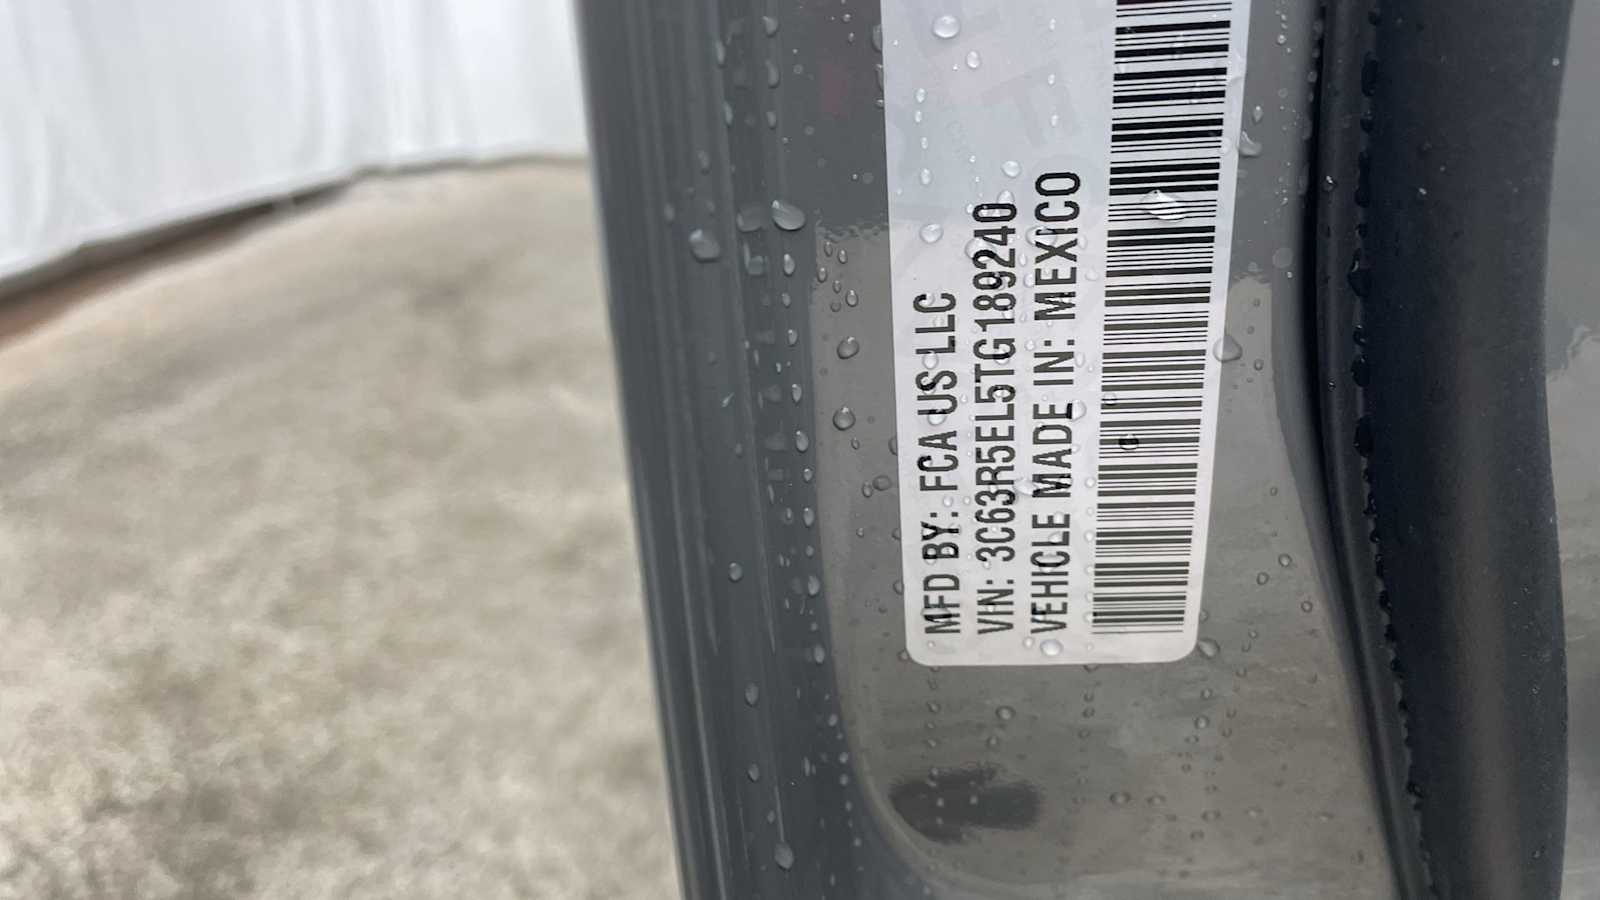 MFD BY: FCA US LLC
VIN: 3C63R5EL5TG189240
VEHICLE MADE IN: MEXICO